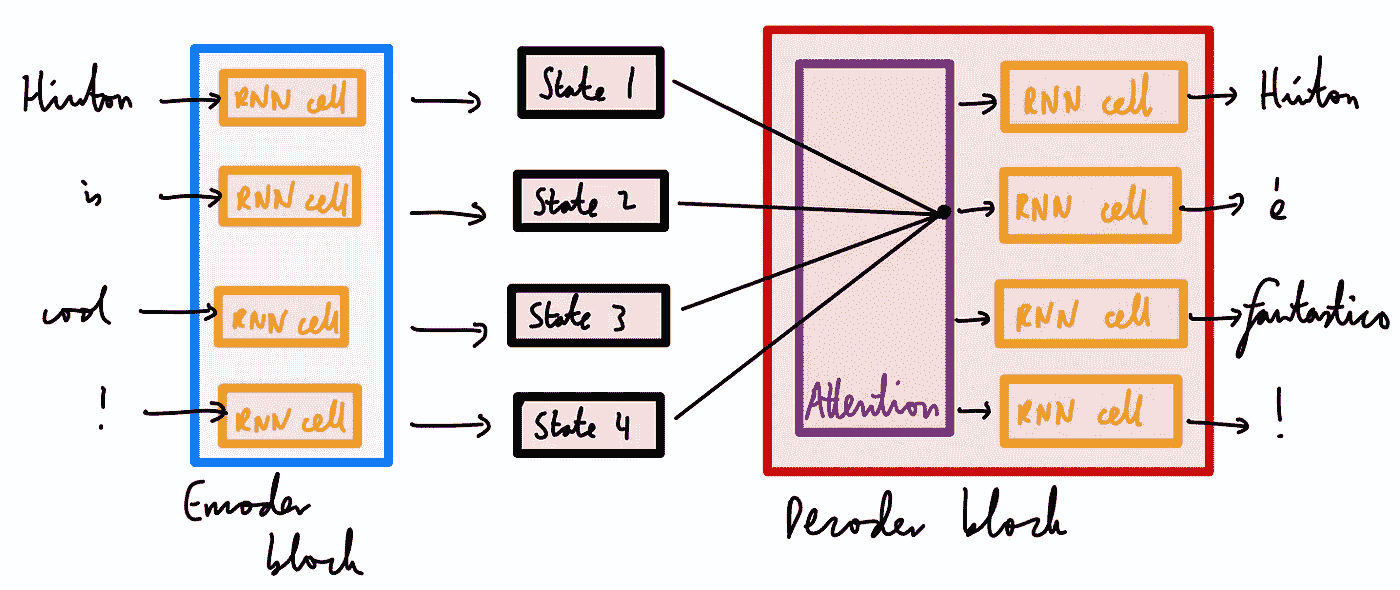 Hinton
RNN cell
State 1
RNN cell
Hinton
is
RNN cell
State 2
RNN cell
é
cool
RNN cell
State 3
RNN cell
fantastico
!
RNN cell
State 4
Attention
RNN cell
!
Encoder
block
Decoder block